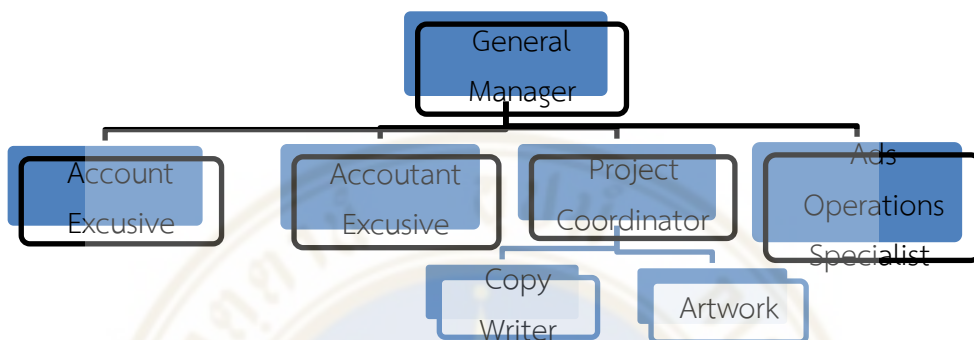 General
Manager
Account
Excusive
Accoutant
Excusive
Project
Coordinator
Ads
Operations
Specialist
Copy
Writer
Artwork